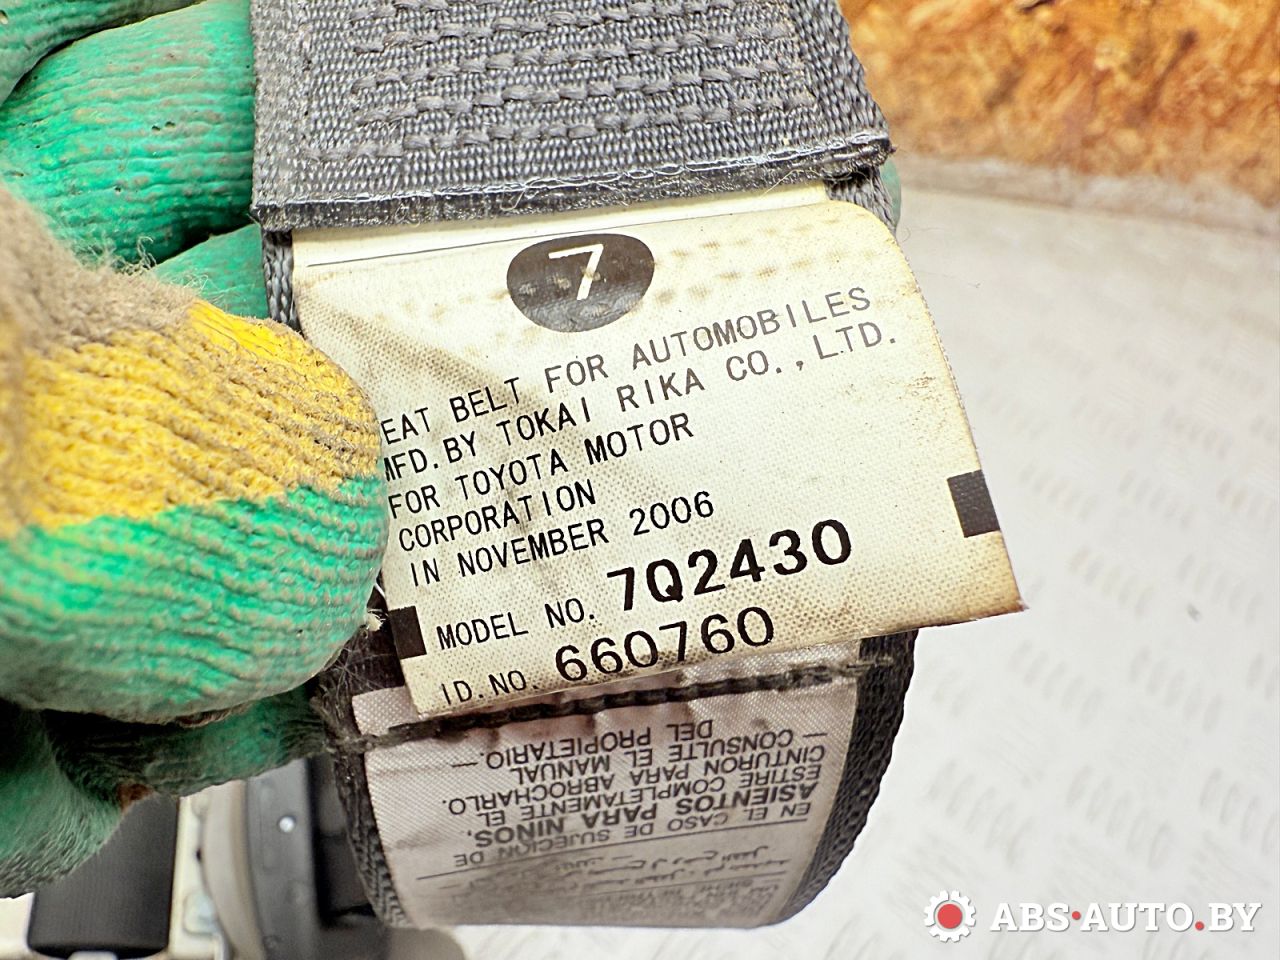 7
EAT BELT FOR AUTOMOBILES
MFD.BY TOKAI RIKA CO.,LTD.
FOR TOYOTA MOTOR
CORPORATION
IN NOVEMBER 2006
MODEL NO. 7Q2430
ID.NO. 660760
EN EL CASO DE SUJECIÓN DE
ASIENTOS PARA NIÑOS,
ESTIRE COMPLETAMENTE EL
CINTURON PARA ABROCHARLO.
— CONSULTE EL MANUAL
DEL PROPIETARIO. —
ABS·AUTO.BY